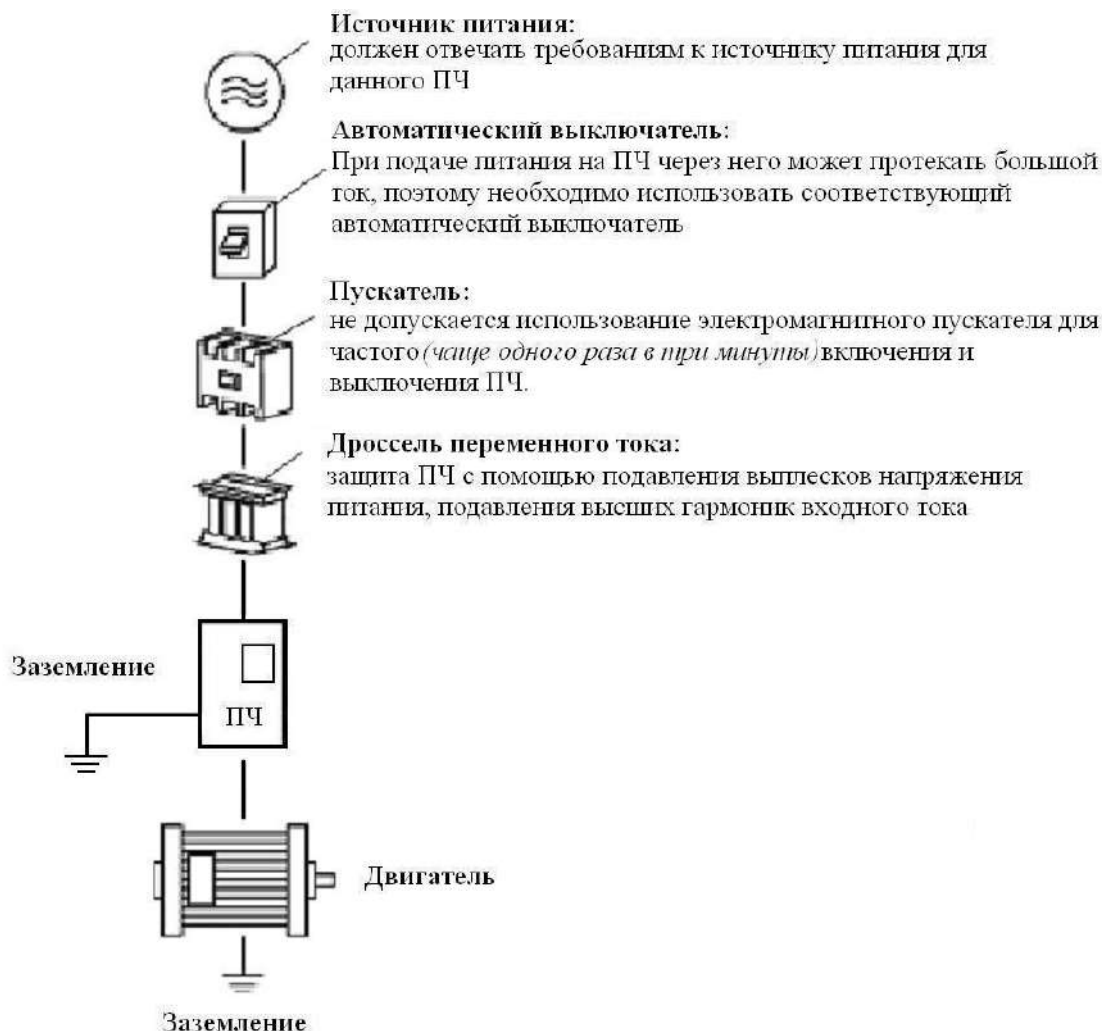 Источник питания:
должен отвечать требованиям к источнику питания для
данного ПЧ
Автоматический выключатель:
При подаче питания на ПЧ через него может протекать большой
ток, поэтому необходимо использовать соответствующий
автоматический выключатель
Пускатель:
не допускается использование электромагнитного пускателя для
частого (чаще одного раза в три минуты) включения и
выключения ПЧ.
Дроссель переменного тока:
защита ПЧ с помощью подавления выплесков напряжения
питания, подавления высших гармоник входного тока
Заземление
ПЧ
Двигатель
Заземление